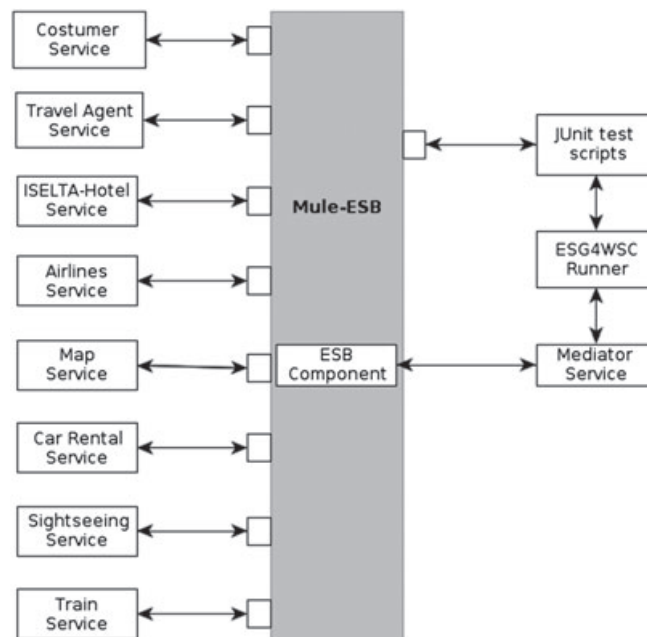 Costumer
Service
Travel Agent
Service
ISELTA-Hotel
Service
Airlines
Service
Map
Service
Car Rental
Service
Sightseeing
Service
Train
Service
Mule-ESB
ESB
Component
JUnit test
scripts
ESG4WSC
Runner
Mediator
Service